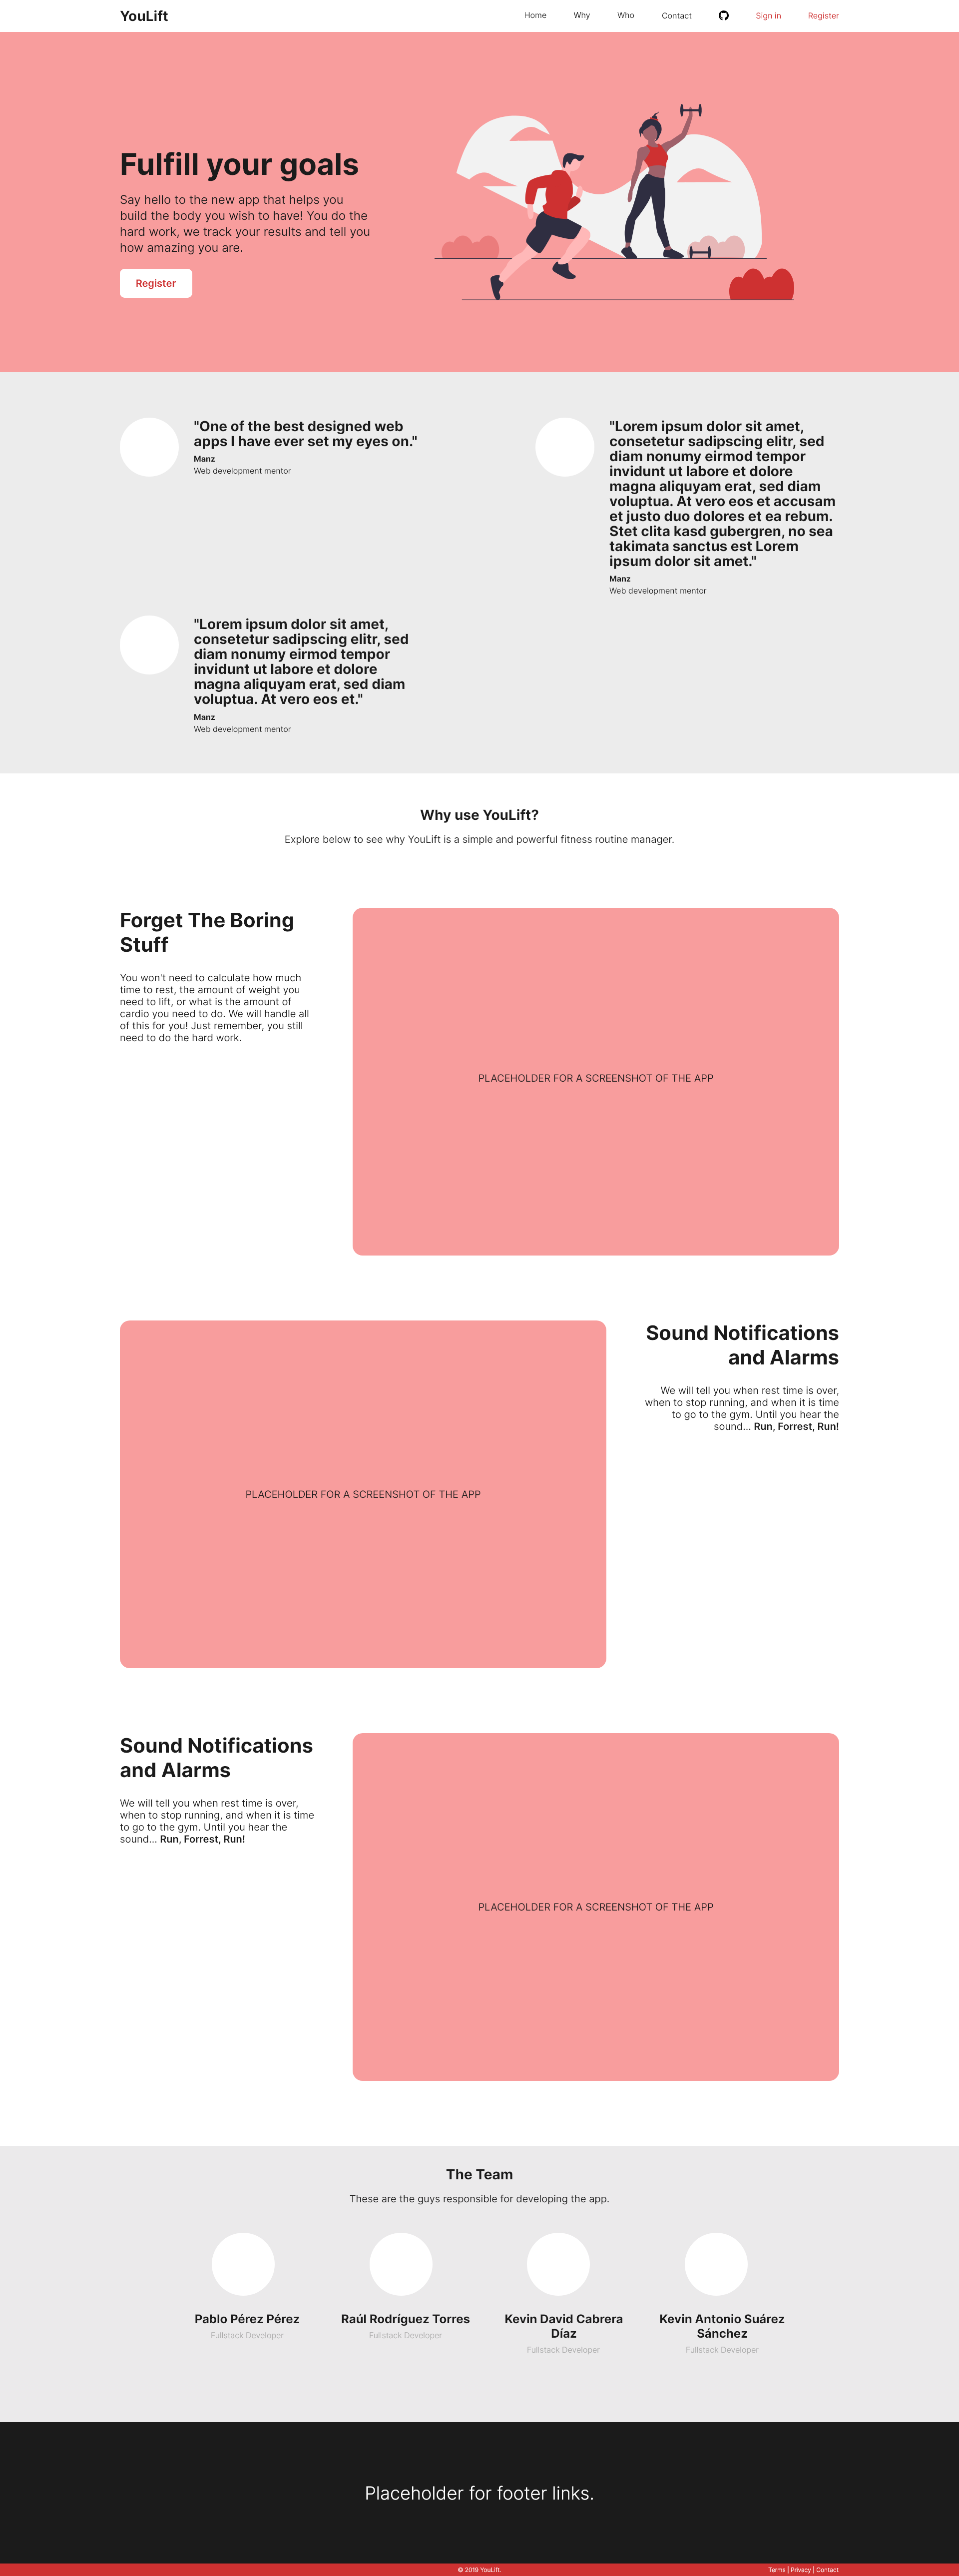 YouLift
Home Why Who Contact Sign in Register
Fulfill your goals
Say hello to the new app that helps you
build the body you wish to have! You do the
hard work, we track your results and tell you
how amazing you are.
Register
"One of the best designed web
apps I have ever set my eyes on."
Manz
Web development mentor
"Lorem ipsum dolor sit amet,
consetetur sadipscing elitr, sed
diam nonumy eirmod tempor
invidunt ut labore et dolore
magna aliquyam erat, sed diam
voluptua. At vero eos et accusam
et justo duo dolores et ea rebum.
Stet clita kasd gubergren, no sea
takimata sanctus est Lorem
ipsum dolor sit amet."
Manz
Web development mentor
"Lorem ipsum dolor sit amet,
consetetur sadipscing elitr, sed
diam nonumy eirmod tempor
invidunt ut labore et dolore
magna aliquyam erat, sed diam
voluptua. At vero eos et."
Manz
Web development mentor
Why use YouLift?
Explore below to see why YouLift is a simple and powerful fitness routine manager.
Forget The Boring
Stuff
You won't need to calculate how much
time to rest, the amount of weight you
need to lift, or what is the amount of
cardio you need to do. We will handle all
of this for you! Just remember, you still
need to do the hard work.
PLACEHOLDER FOR A SCREENSHOT OF THE APP
PLACEHOLDER FOR A SCREENSHOT OF THE APP
Sound Notifications
and Alarms
We will tell you when rest time is over,
when to stop running, and when it is time
to go to the gym. Until you hear the
sound... Run, Forrest, Run!
Sound Notifications
and Alarms
We will tell you when rest time is over,
when to stop running, and when it is time
to go to the gym. Until you hear the
sound... Run, Forrest, Run!
PLACEHOLDER FOR A SCREENSHOT OF THE APP
The Team
These are the guys responsible for developing the app.
Pablo Pérez Pérez
Fullstack Developer
Raúl Rodríguez Torres
Fullstack Developer
Kevin David Cabrera
Díaz
Fullstack Developer
Kevin Antonio Suárez
Sánchez
Fullstack Developer
Placeholder for footer links.
© 2019 YouLift.
Terms | Privacy | Contact